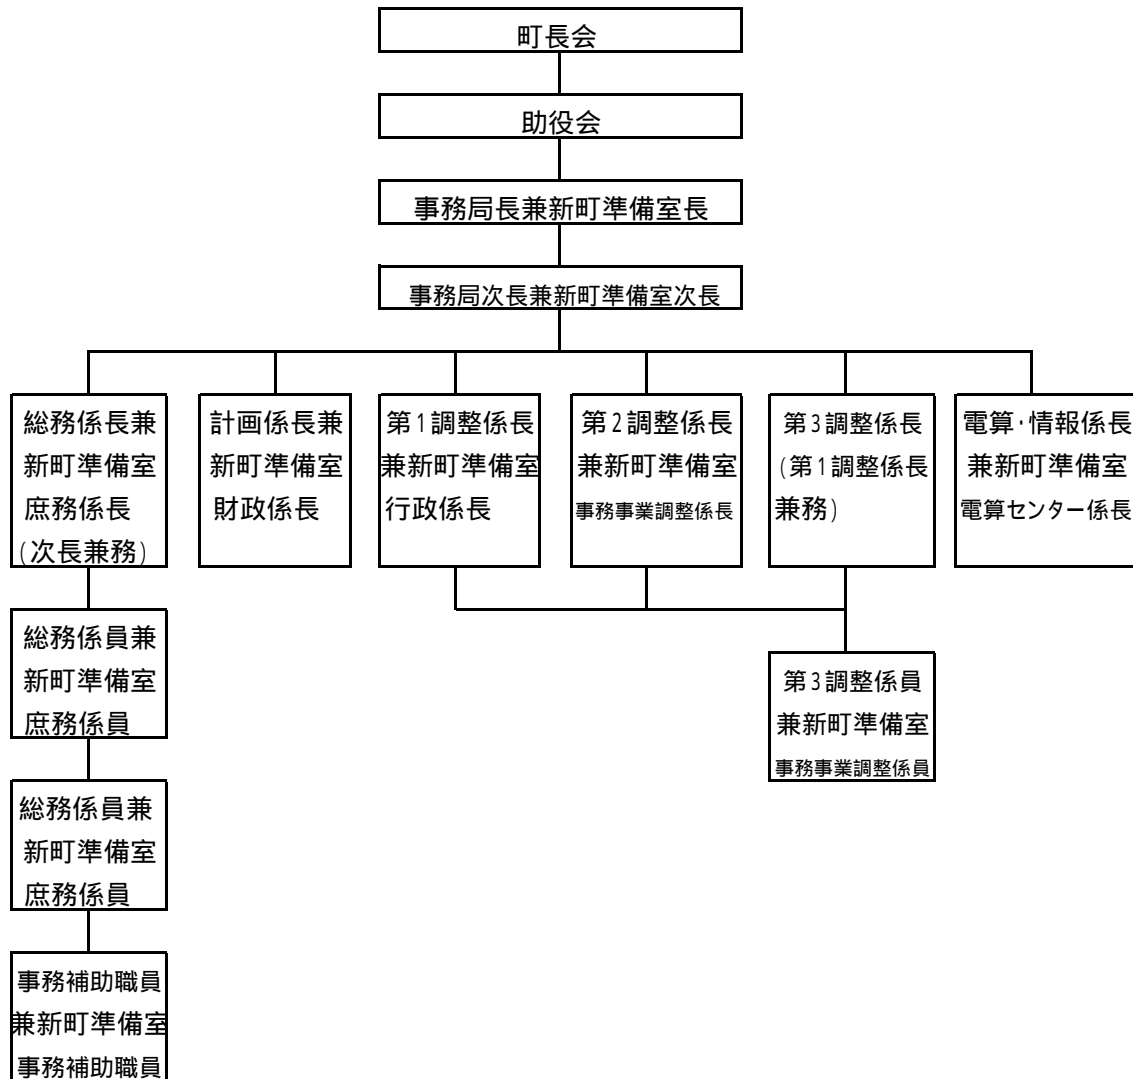 町長会
助役会
事務局長兼新町準備室長
事務局次長兼新町準備室次長
総務係長兼
新町準備室
庶務係長
(次長兼務)
計画係長兼
新町準備室
財政係長
第1調整係長
兼新町準備室
行政係長
第2調整係長
兼新町準備室
事務事業調整係長
第3調整係長
(第1調整係長
兼務)
電算・情報係長
兼新町準備室
電算センター係長
総務係員兼
新町準備室
庶務係員
第3調整係員
兼新町準備室
事務事業調整係員
総務係員兼
新町準備室
庶務係員
事務補助職員
兼新町準備室
事務補助職員